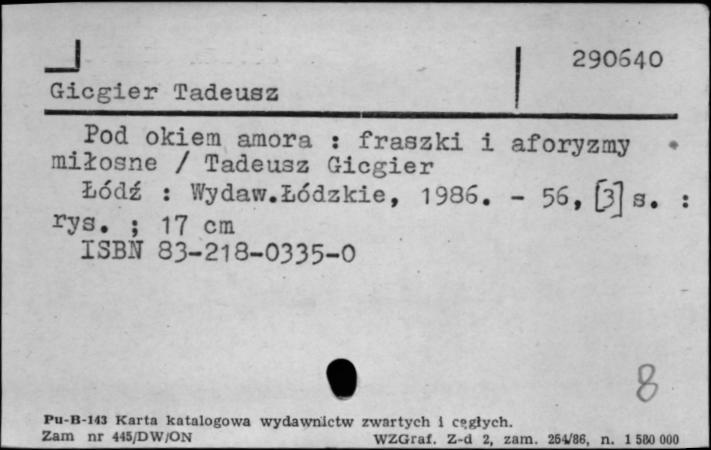 290640
Gicgier Tadeusz
Pod okiem amora : fraszki i aforyzmy
miłosne / Tadeusz Gicgier
Łódź : Wydaw.Łódzkie, 1986. - 56, [3] s. :
rys. ; 17 cm
ISBN 83-218-0335-0
8
Pu-B-143 Karta katalogowa wydawnictw zwartych i cęgłych.
Zam nr 445/DW/ON WZGraf. Z-d 2, zam. 264/86, n. 1 580 000